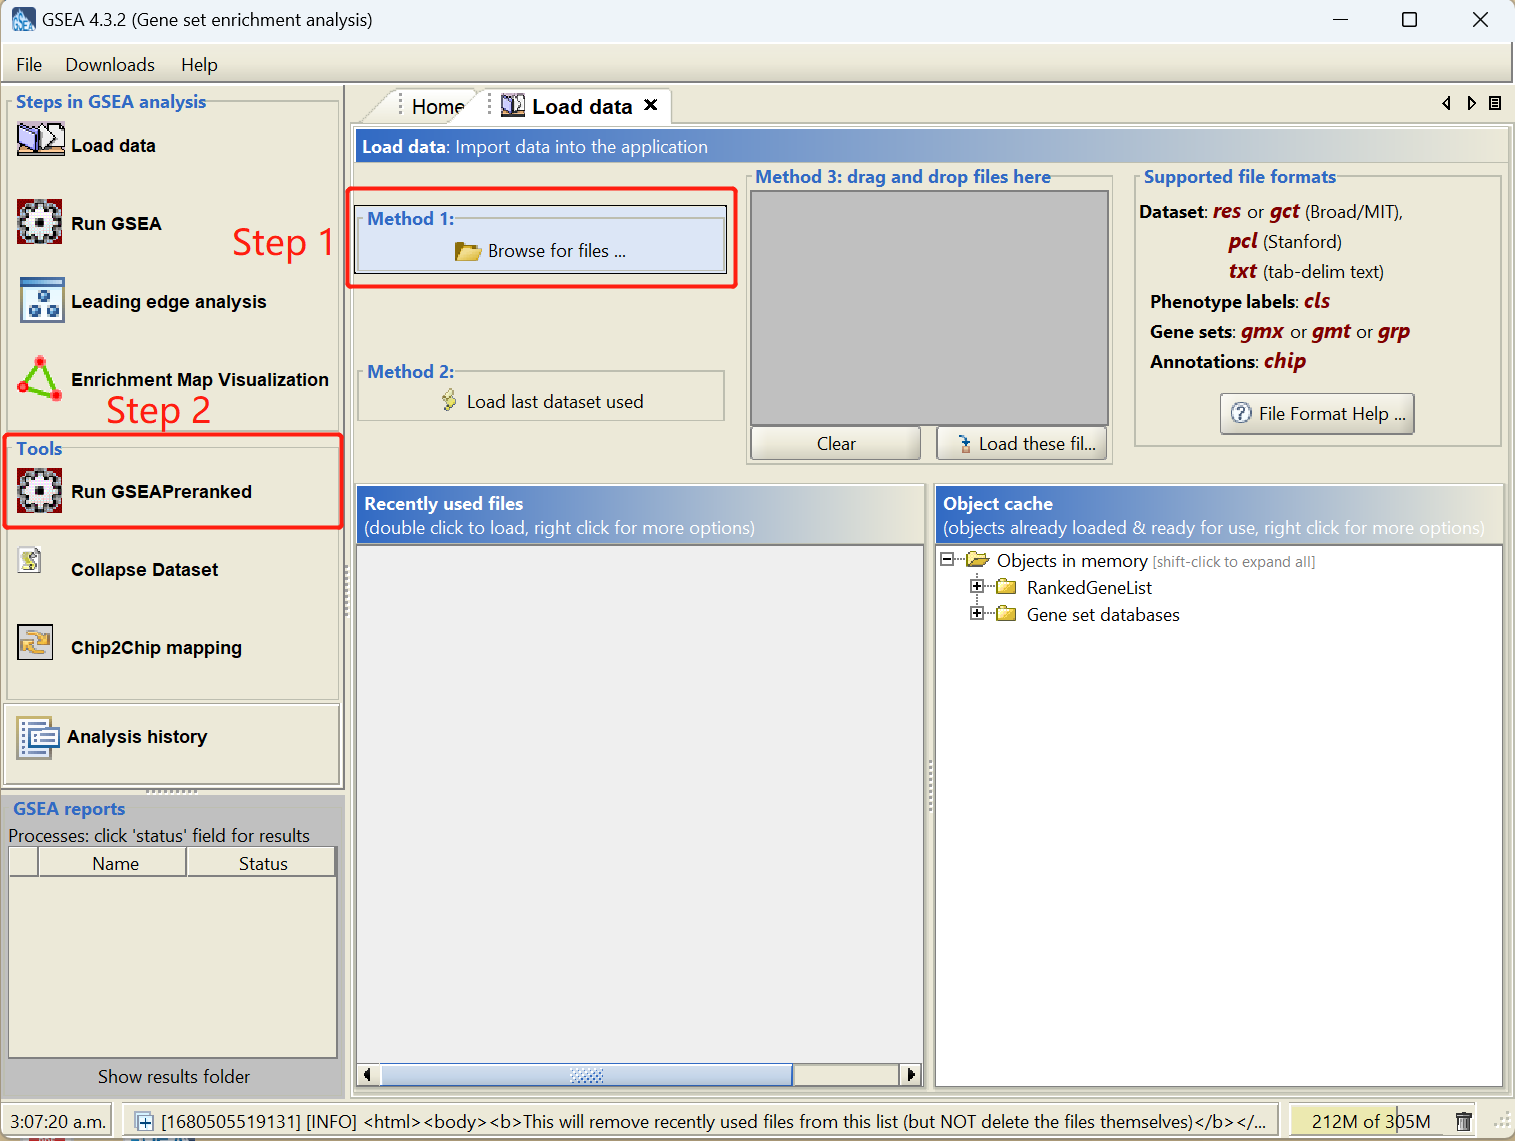 GSEA 4.3.2 (Gene set enrichment analysis)
File Downloads Help
Steps in GSEA analysis
Load data
Run GSEA
Step 1
Leading edge analysis
Enrichment Map Visualization
Step 2
Tools
Run GSEAPreranked
Collapse Dataset
Chip2Chip mapping
Analysis history
GSEA reports
Processes: click 'status' field for results
Name Status
Show results folder
Home Load data
Load data: Import data into the application
Method 1:
Browse for files ...
Method 2:
Load last dataset used
Method 3: drag and drop files here
Clear Load these fil...
Supported file formats
Dataset: res or gct (Broad/MIT),
pcl (Stanford)
txt (tab-delim text)
Phenotype labels: cls
Gene sets: gmx or gmt or grp
Annotations: chip
File Format Help ...
Recently used files
(double click to load, right click for more options)
Object cache
(objects already loaded & ready for use, right click for more options)
Objects in memory [shift-click to expand all]
RankedGeneList
Gene set databases
3:07:20 a.m. [1680505519131] [INFO] <html><body><b>This will remove recently used files from this list (but NOT delete the files themselves)</b></... 212M of 305M